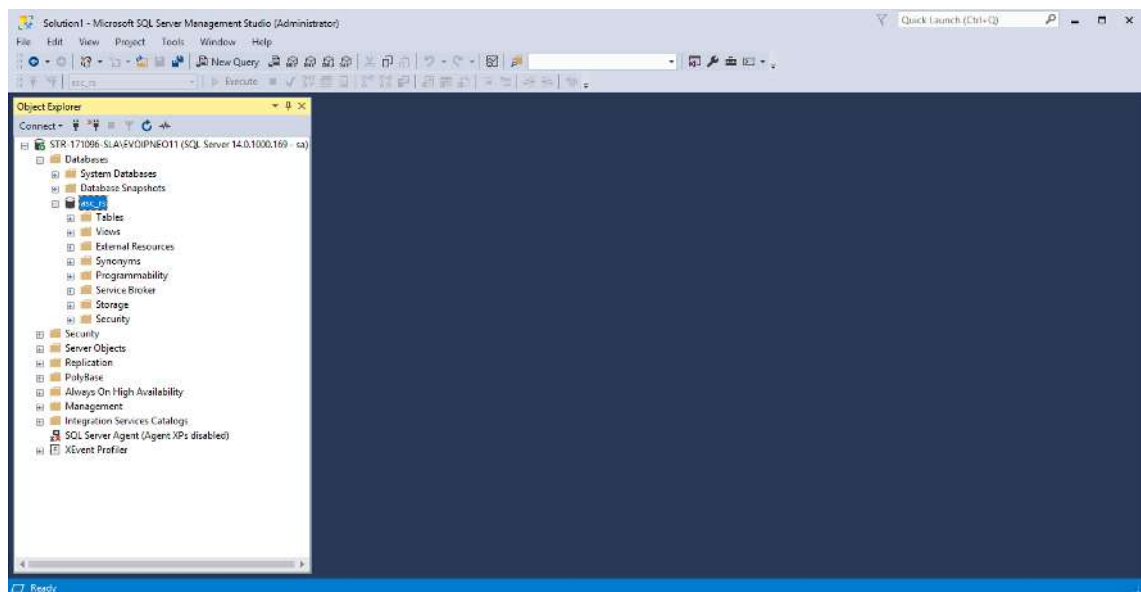 Solution1 - Microsoft SQL Server Management Studio (Administrator)
Quick Launch (Ctrl+Q)
File Edit View Project Tools Window Help
New Query
Execute
Object Explorer
Connect
STR-171096-SLA\EVOIPNEO11 (SQL Server 14.0.1000.169 - sa)
Databases
System Databases
Database Snapshots
asc_rs
Tables
Views
External Resources
Synonyms
Programmability
Service Broker
Storage
Security
Security
Server Objects
Replication
PolyBase
Always On High Availability
Management
Integration Services Catalogs
SQL Server Agent (Agent XPs disabled)
XEvent Profiler
Ready